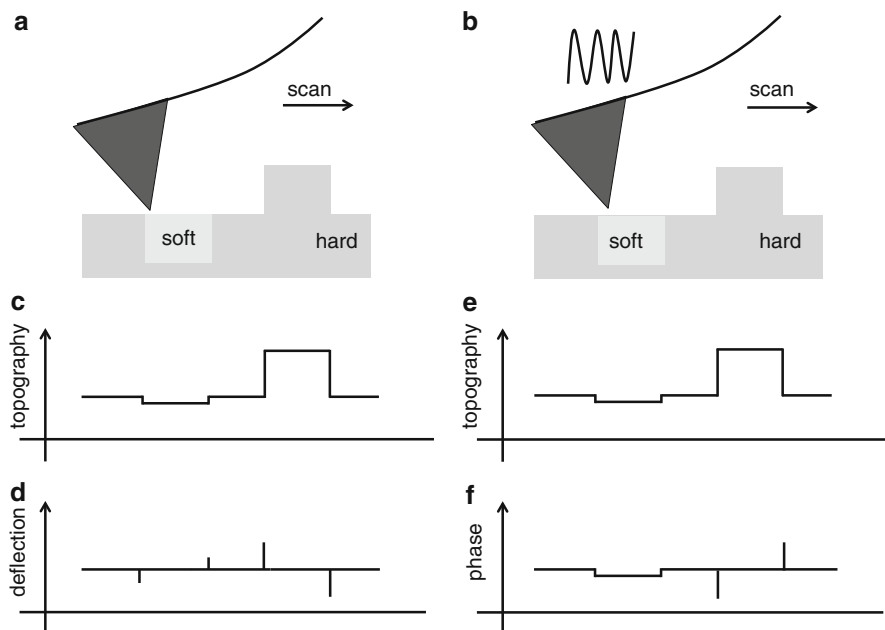 a
scan
soft
hard
b
scan
soft
hard
c
topography
d
deflection
e
topography
f
phase